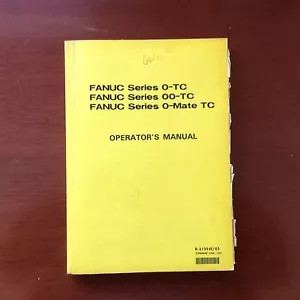 FANUC Series 0-TC
FANUC Series 00-TC
FANUC Series 0-Mate TC
OPERATOR'S MANUAL